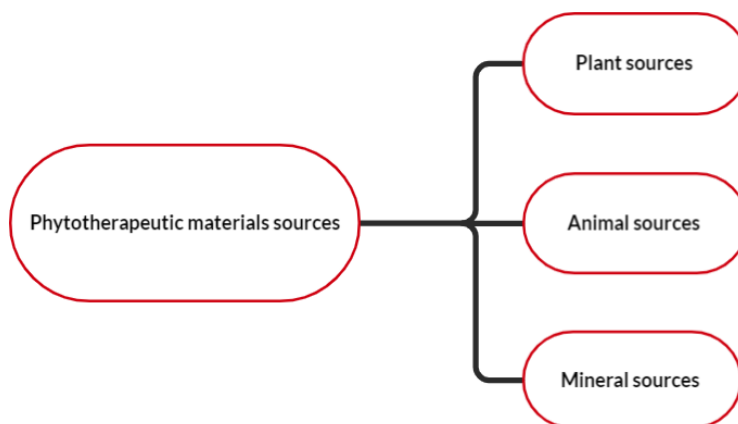 Plant sources
Phytotherapeutic materials sources
Animal sources
Mineral sources